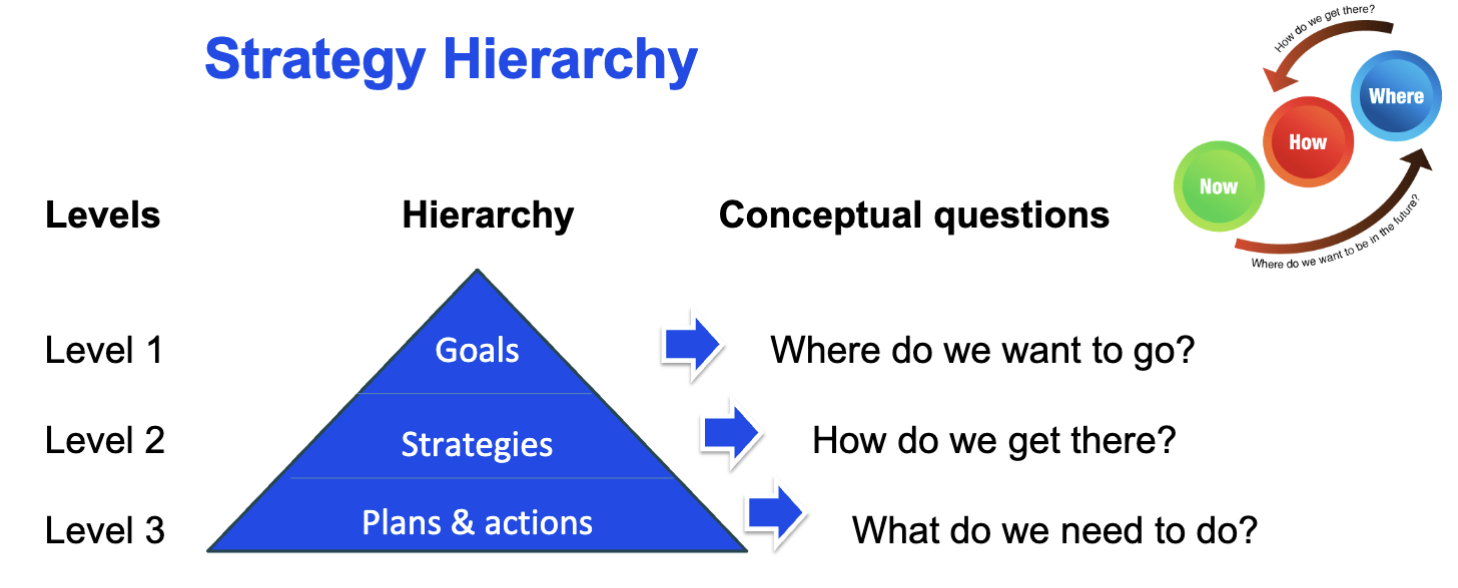 Strategy Hierarchy
How do we get there?
Where
How
Now
Where do we want to be in the future?
Levels
Hierarchy
Conceptual questions
Level 1
Goals
Where do we want to go?
Level 2
Strategies
How do we get there?
Level 3
Plans & actions
What do we need to do?